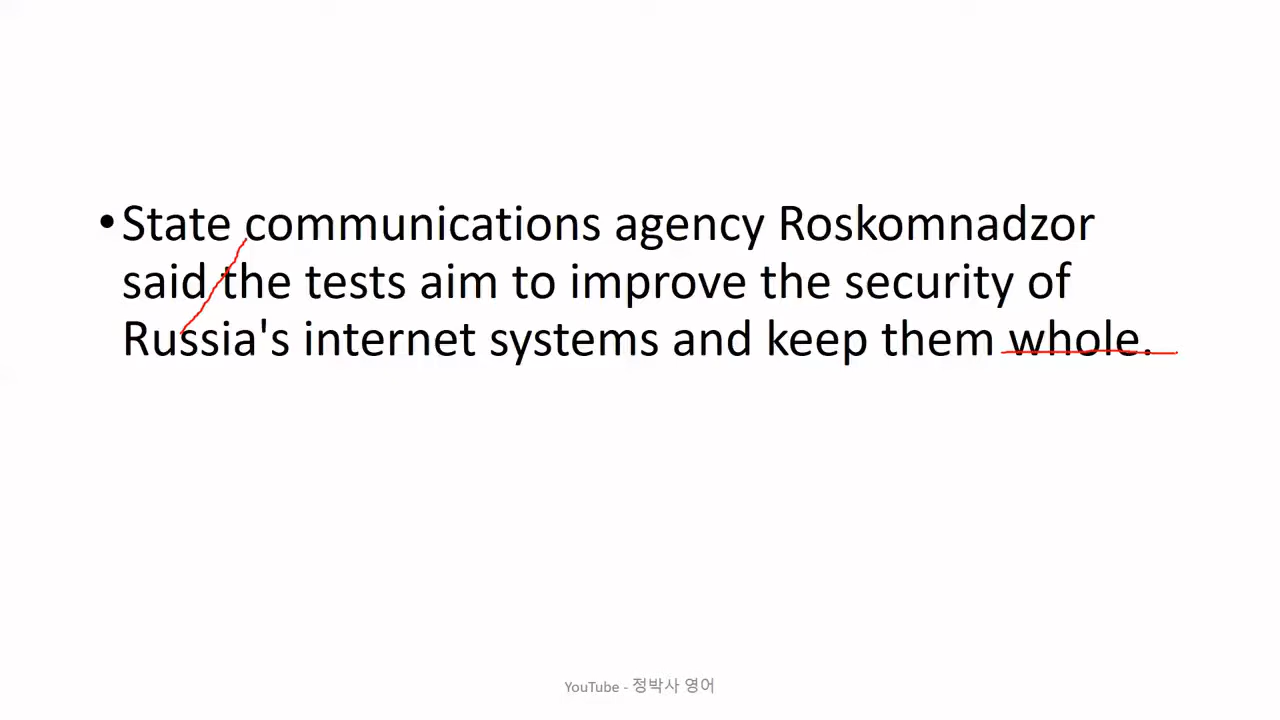 •State communications agency Roskomnadzor
said the tests aim to improve the security of
Russia's internet systems and keep them whole.
YouTube - 정박사 영어